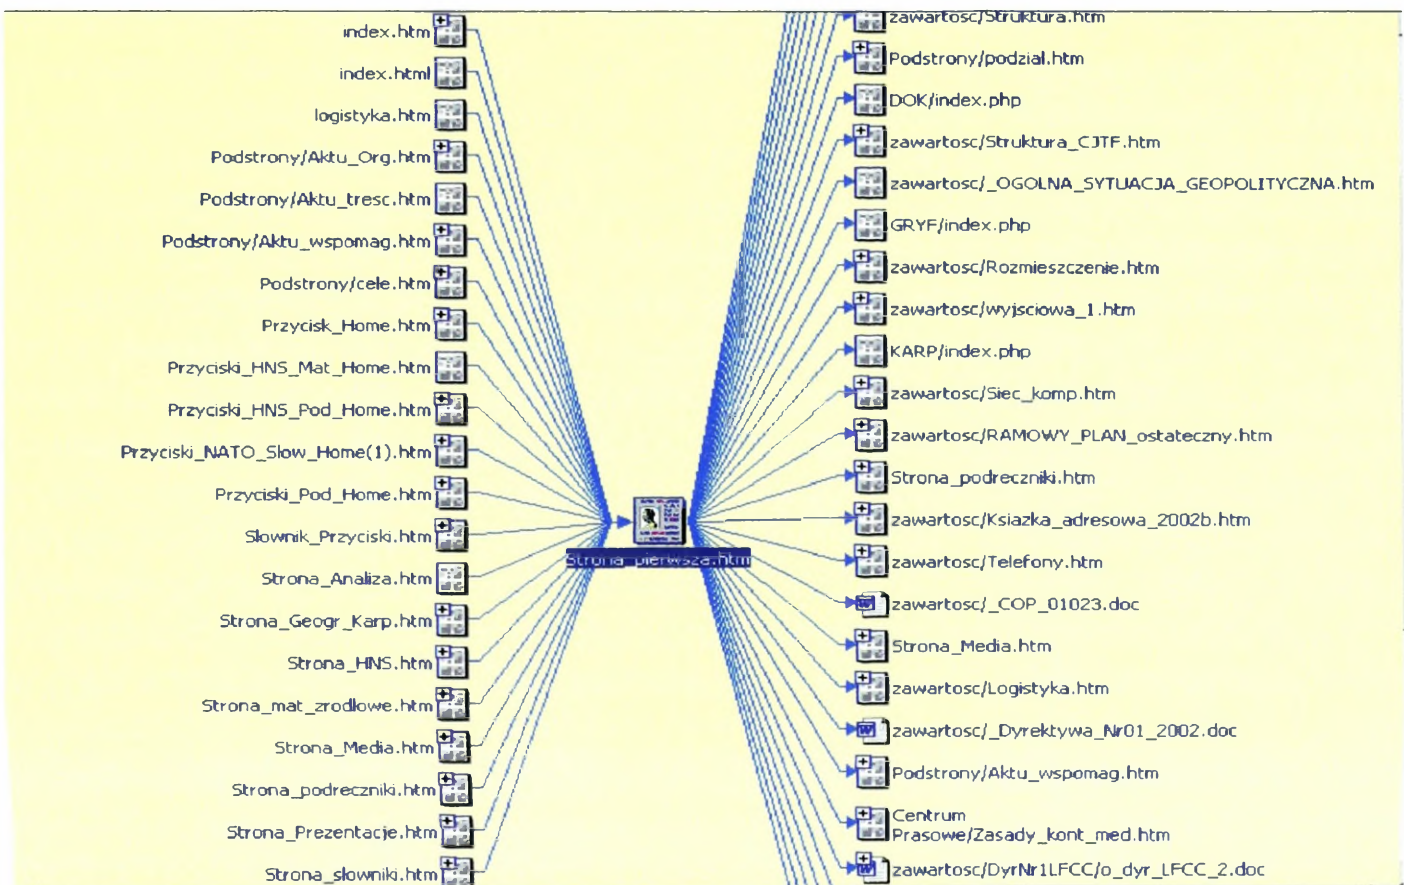 index.htm
index.html
logistyka.htm
Podstrony/Aktu_Org.htm
Podstrony/Aktu_tresc.htm
Podstrony/Aktu_wspomag.htm
Podstrony/cele.htm
Przycisk_Home.htm
Przyciski_HNS_Mat_Home.htm
Przyciski_HNS_Pod_Home.htm
Przyciski_NATO_Slow_Home(1).htm
Przyciski_Pod_Home.htm
Slownik_Przyciski.htm
Strona_Analiza.htm
Strona_Geogr_Karp.htm
Strona_HNS.htm
Strona_mat_zrodlowe.htm
Strona_Media.htm
Strona_podreczniki.htm
Strona_Prezentacje.htm
Strona_slowniki.htm
Strona_pierwsza.htm
zawartosc/Struktura.htm
Podstrony/podzial.htm
DOK/index.php
zawartosc/Struktura_CJTF.htm
zawartosc/_OGOLNA_SYTUACJA_GEOPOLITYCZNA.htm
GRYF/index.php
zawartosc/Rozmieszczenie.htm
zawartosc/wyjsciowa_1.htm
KARP/index.php
zawartosc/Siec_komp.htm
zawartosc/RAMOWY_PLAN_ostateczny.htm
Strona_podreczniki.htm
zawartosc/Ksiazka_adresowa_2002b.htm
zawartosc/Telefony.htm
zawartosc/_COP_01023.doc
Strona_Media.htm
zawartosc/Logistyka.htm
zawartosc/_Dyrektywa_Nr01_2002.doc
Podstrony/Aktu_wspomag.htm
Centrum
Prasowe/Zasady_kont_med.htm
zawartosc/DyrNr1LFCC/o_dyr_LFCC_2.doc